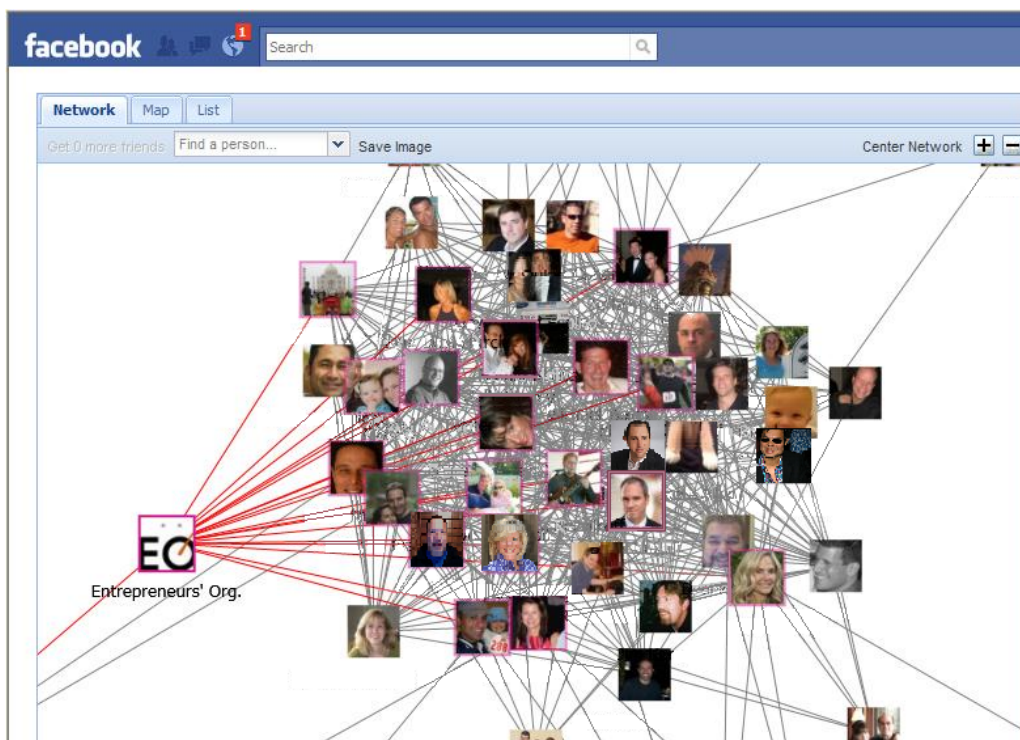 facebook
1
Search
Network
Map
List
Get 0 more friends
Find a person...
Save Image
Center Network
EO
Entrepreneurs' Org.